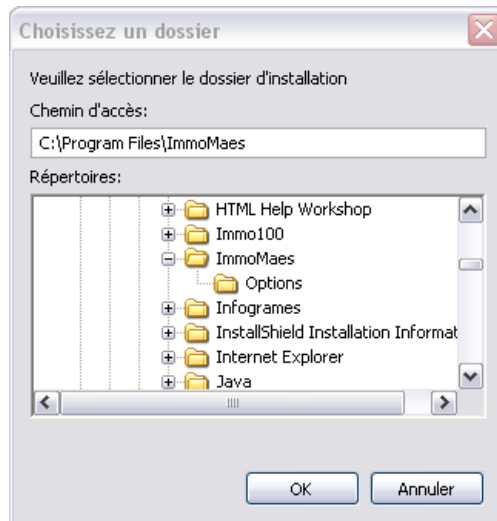 Choisissez un dossier
Veuillez sélectionner le dossier d'installation
Chemin d'accès:
C:\Program Files\ImmoMaes
Répertoires:
HTML Help Workshop
Immo100
ImmoMaes
Options
Infogrames
InstallShield Installation Informat
Internet Explorer
Java
OK Annuler